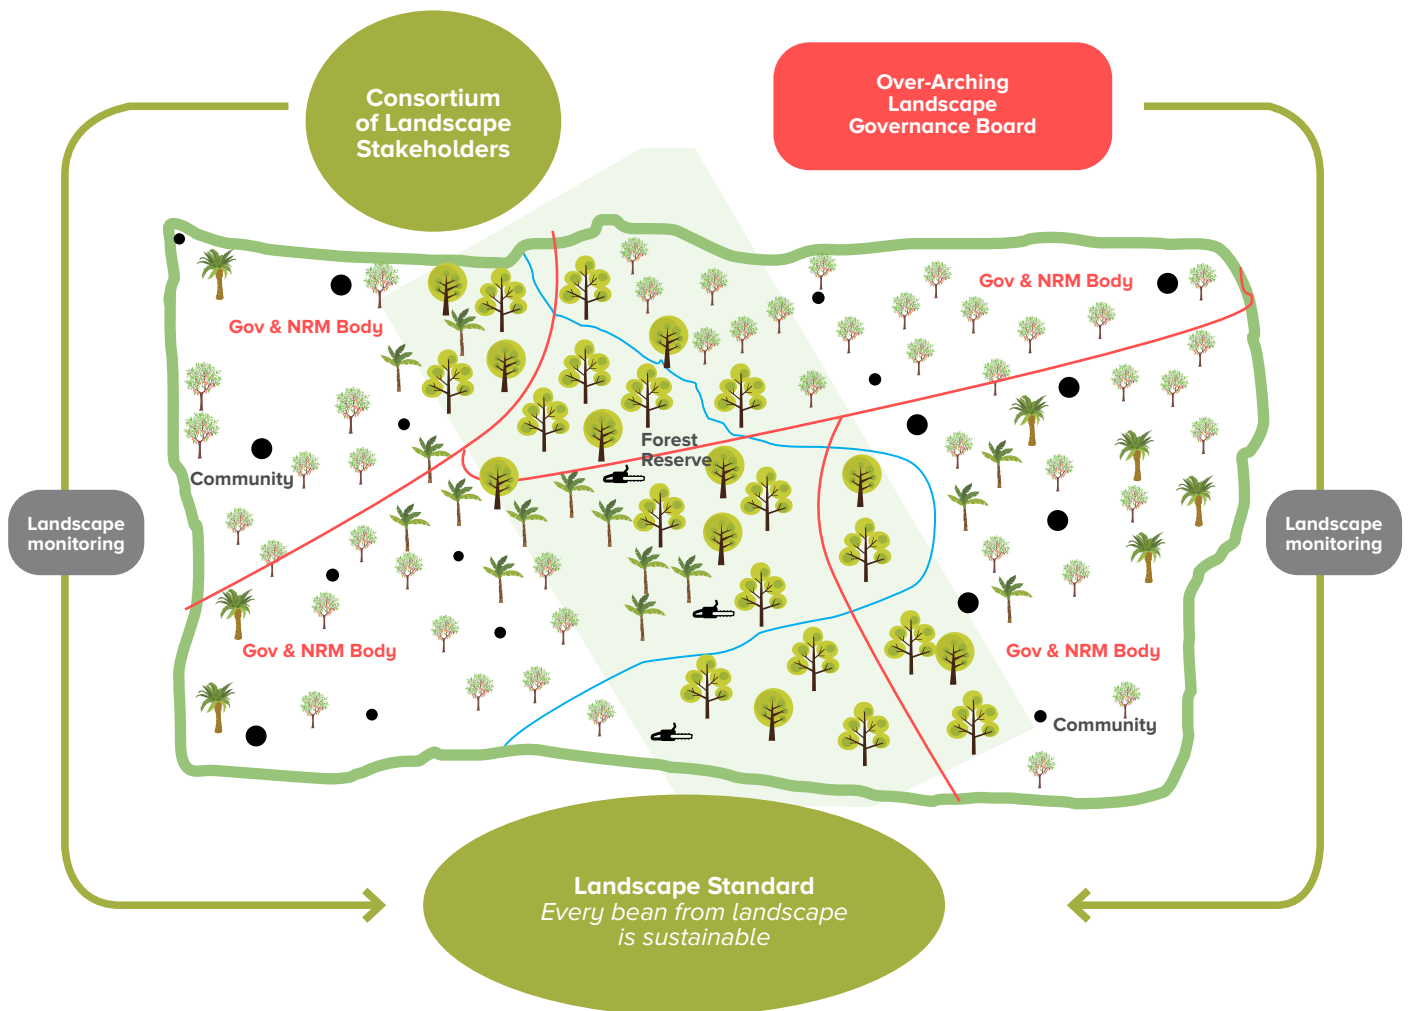 Consortium
of Landscape
Stakeholders
Over-Arching
Landscape
Governance Board
Gov & NRM Body
Gov & NRM Body
Forest
Reserve
Community
Landscape
monitoring
Landscape
monitoring
Gov & NRM Body
Gov & NRM Body
Community
Landscape Standard
Every bean from landscape
is sustainable